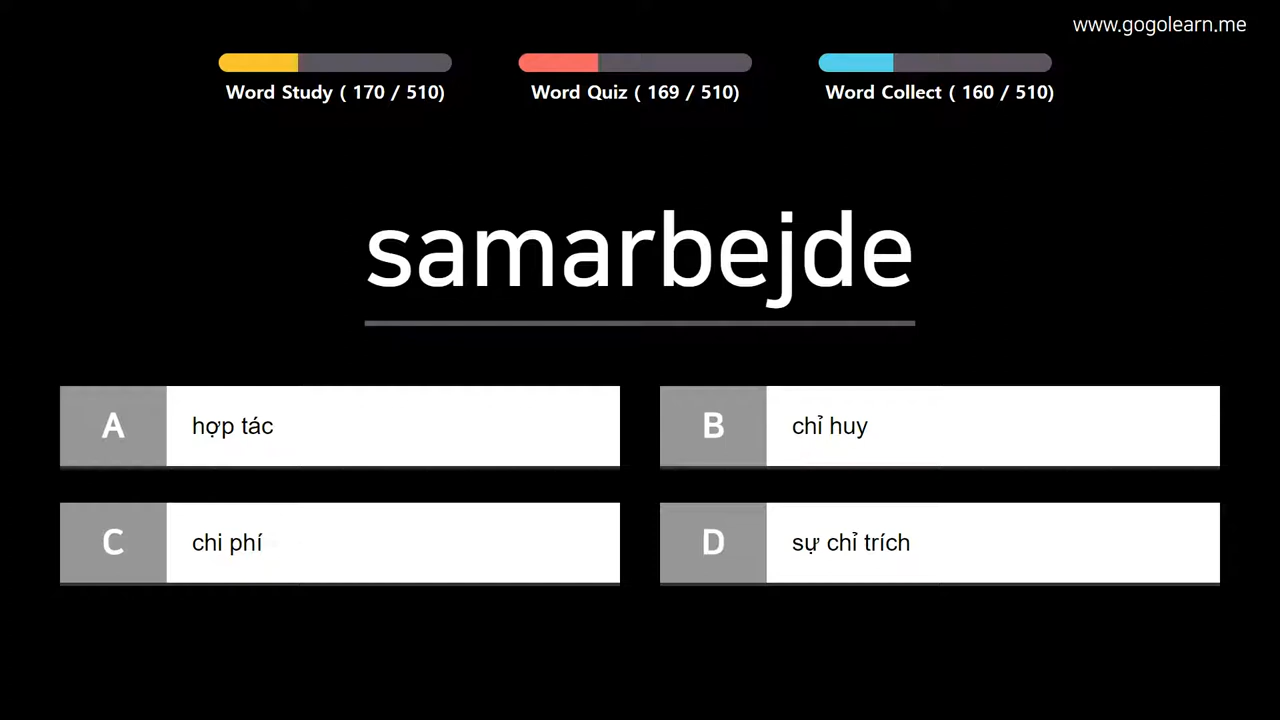 www.gogolearn.me
Word Study ( 170 / 510)
Word Quiz ( 169 / 510)
Word Collect ( 160 / 510)
samarbejde
A hợp tác
B chỉ huy
C chi phí
D sự chỉ trích